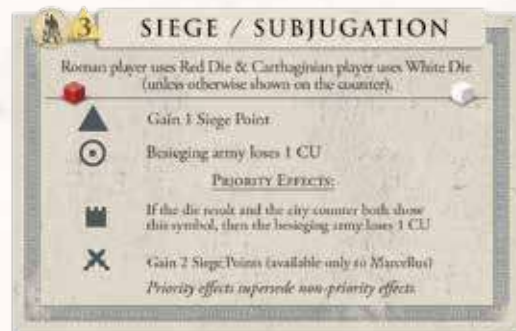 3
SIEGE / SUBJUGATION
Roman player uses Red Die & Carthaginian player uses White Die
(unless otherwise shown on the counter).
Gain 1 Siege Point
Besieging army loses 1 CU
PRIORITY EFFECTS:
If the die result and the city counter both show
this symbol, then the besieging army loses 1 CU
Gain 2 Siege Points (available only to Marcellus)
Priority effects supersede non-priority effects